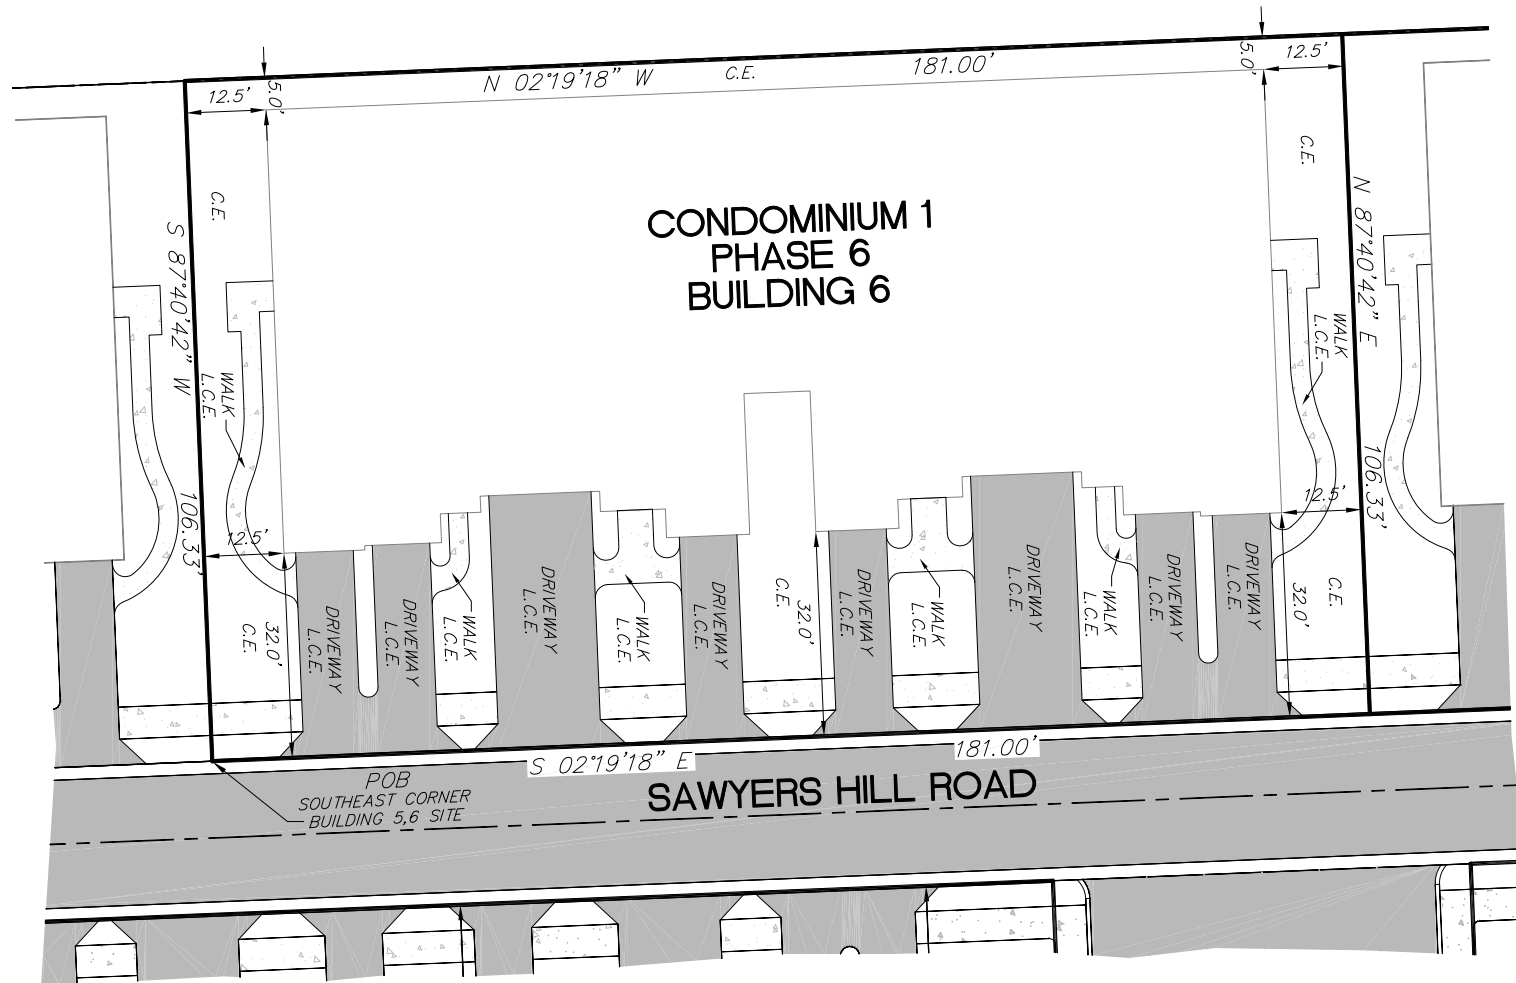 12.5'
5.0'
N 02°19'18" W
C.E.
181.00'
5.0'
12.5'
C.E.
C.E.
S 87°40'42" W
106.33'
N 87°40'42" E
106.33'
CONDOMINIUM 1
PHASE 6
BUILDING 6
WALK
L.C.E.
WALK
L.C.E.
12.5'
12.5'
32.0'
C.E.
DRIVEWAY
L.C.E.
DRIVEWAY
L.C.E.
WALK
L.C.E.
DRIVEWAY
L.C.E.
WALK
L.C.E.
DRIVEWAY
L.C.E.
C.E.
32.0'
DRIVEWAY
L.C.E.
WALK
L.C.E.
DRIVEWAY
L.C.E.
WALK
L.C.E.
DRIVEWAY
L.C.E.
DRIVEWAY
L.C.E.
32.0'
C.E.
S 02°19'18" E
181.00'
POB
SOUTHEAST CORNER
BUILDING 5,6 SITE
SAWYERS HILL ROAD